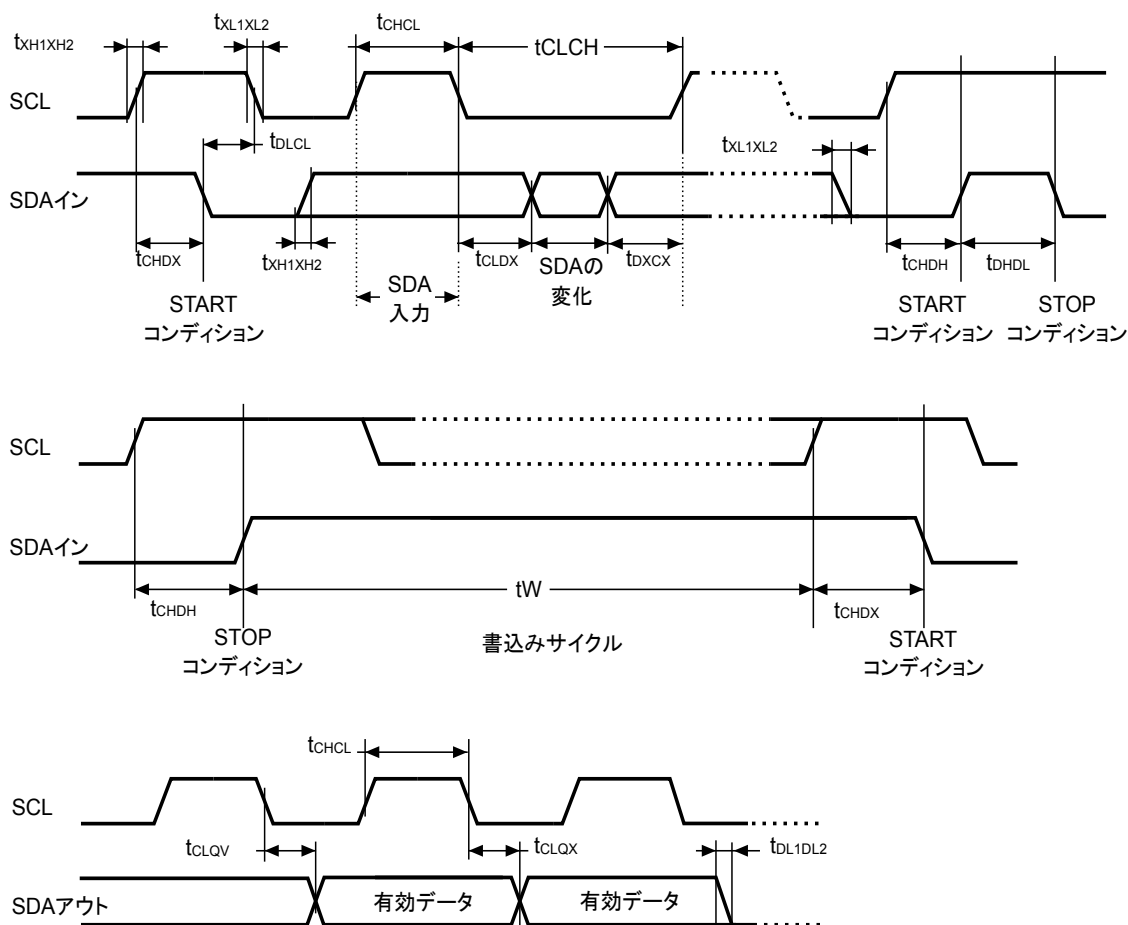 tXH1XH2
tXL1XL2
tCHCL
tCLCH
SCL
tDLCL
tXL1XL2
SDAイン
tCHDX
tXH1XH2
tCLDX
SDAの
変化
tDXCX
tCHDH
tDHDL
START
コンディション
SDA
入力
START
コンディション
STOP
コンディション
SCL
SDAイン
tCHDH
tW
tCHDX
STOP
コンディション
書込みサイクル
START
コンディション
tCHCL
SCL
tCLQV
tCLQX
tDL1DL2
SDAアウト
有効データ
有効データ